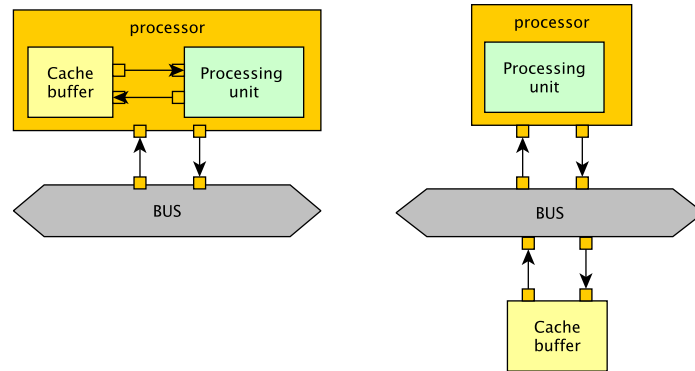 processor
Cache
buffer
Processing
unit
BUS
processor
Processing
unit
BUS
Cache
buffer